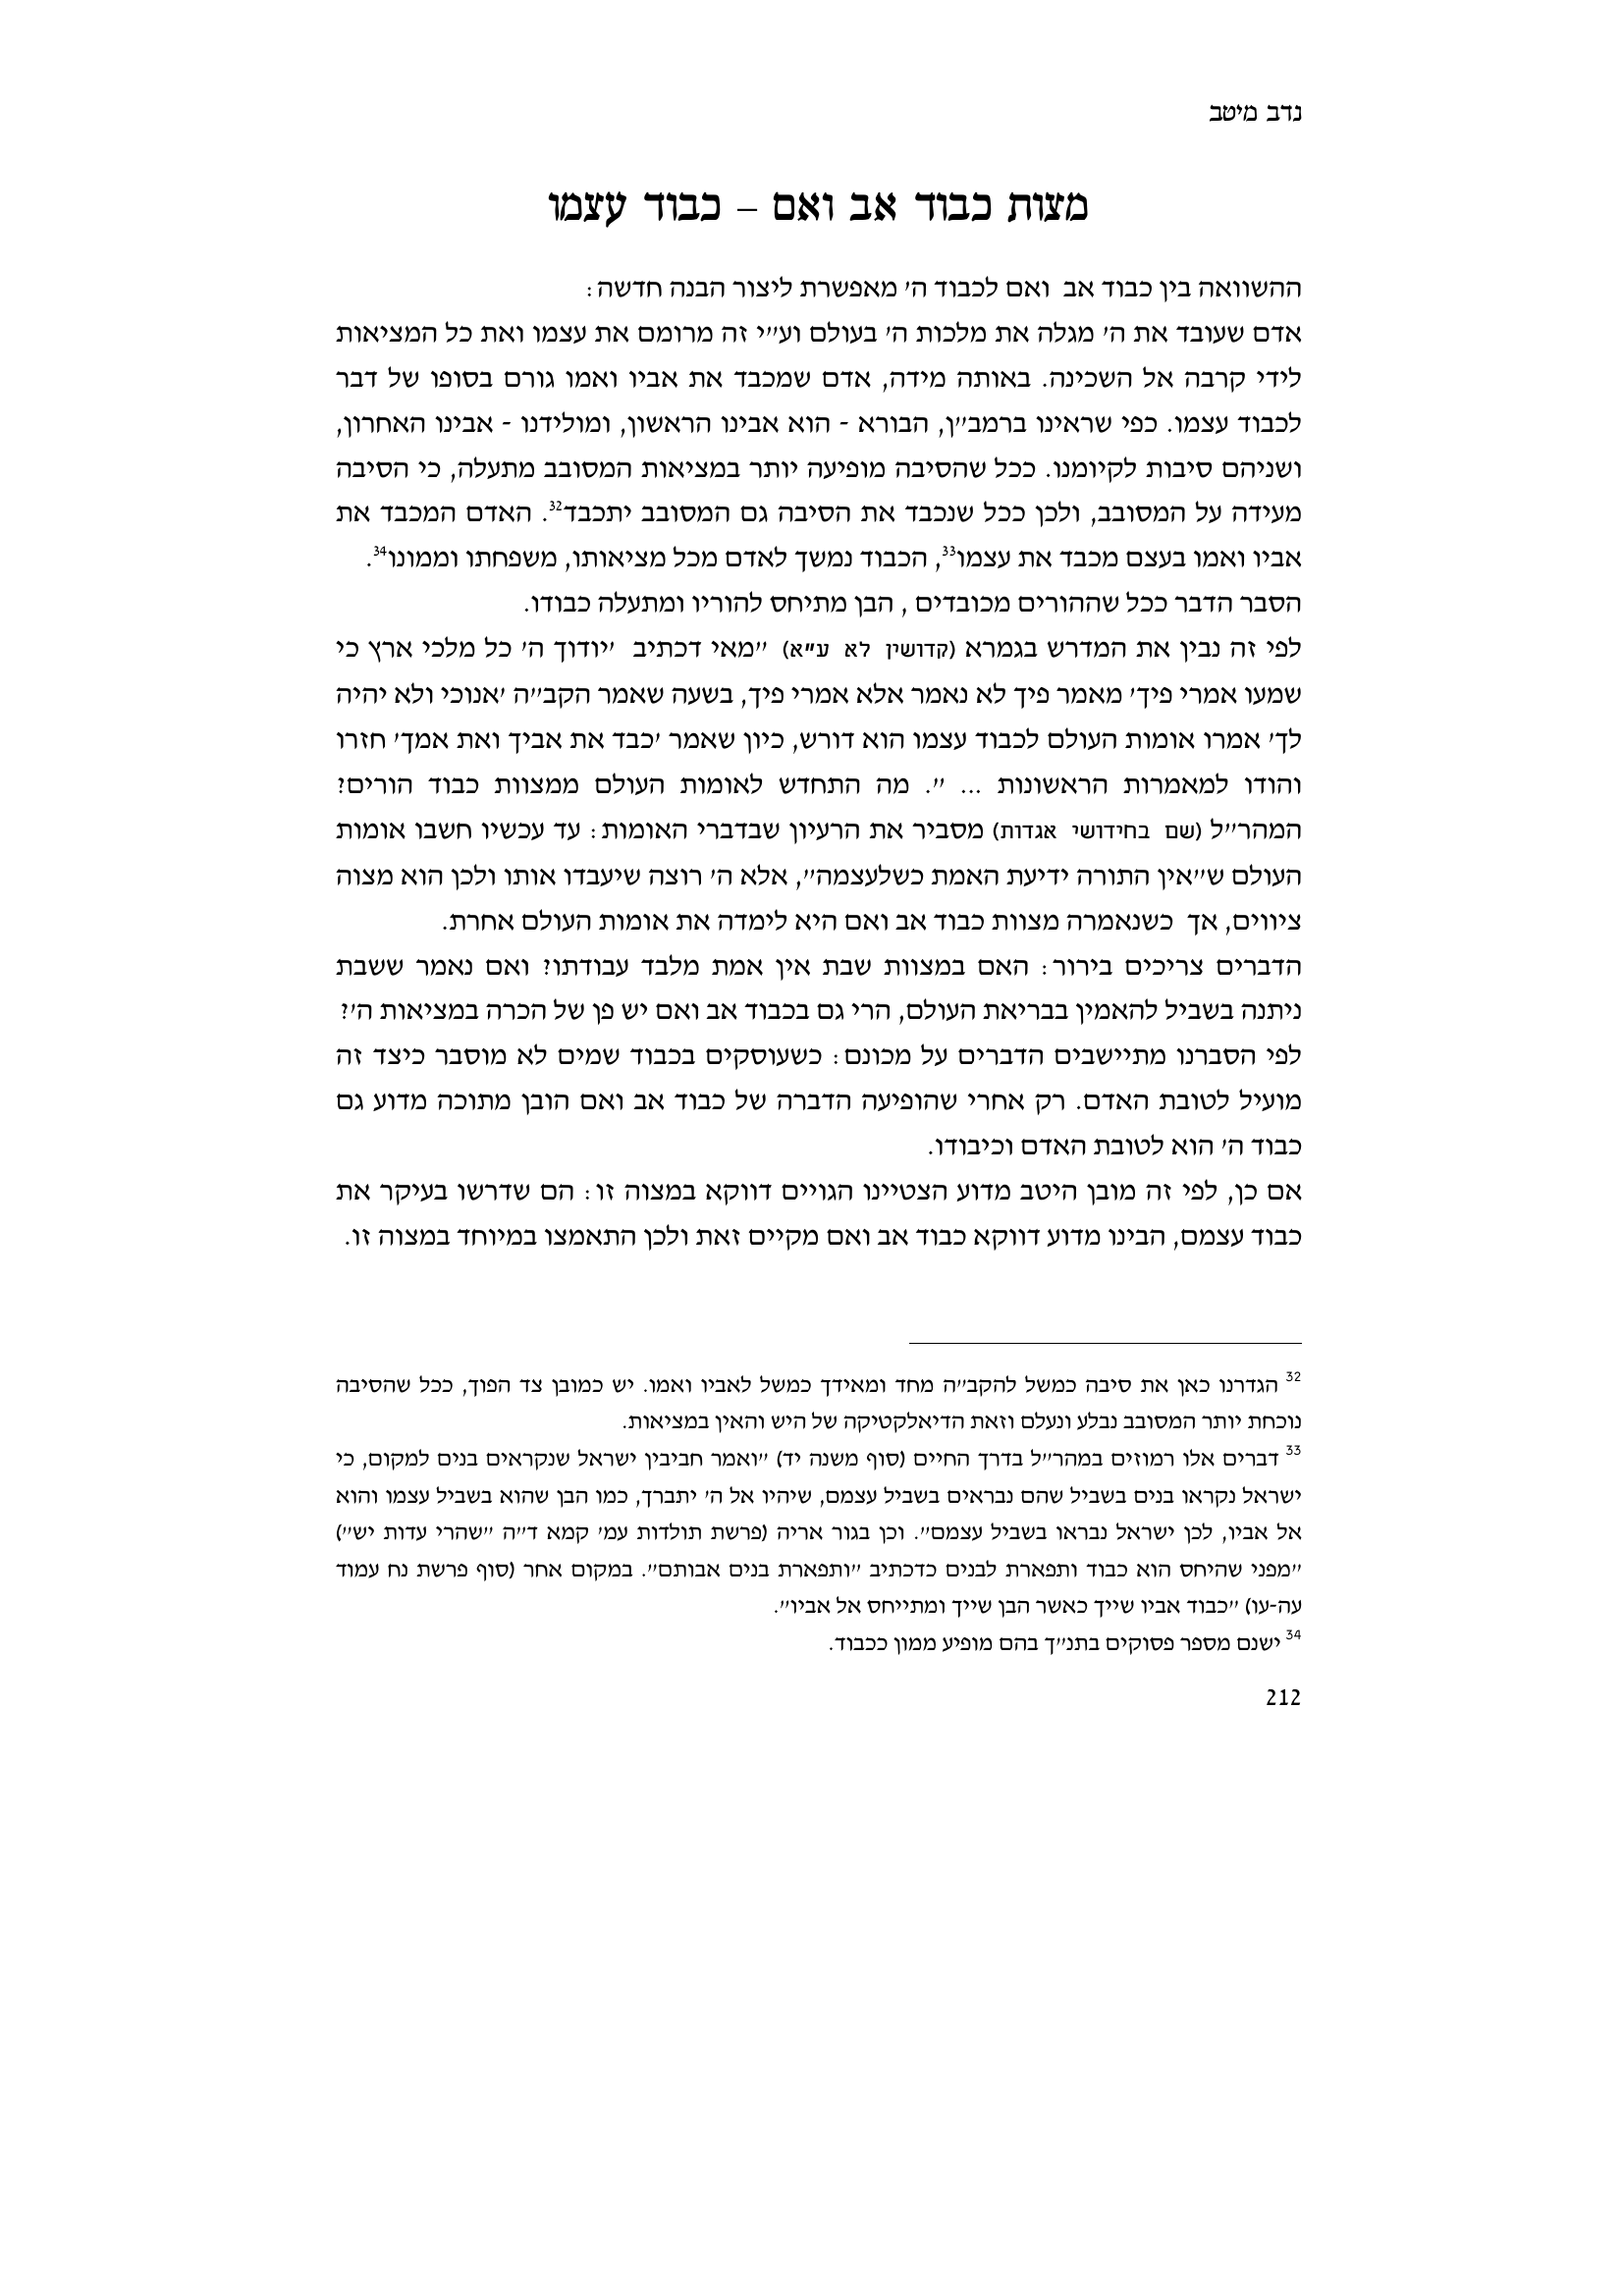 נדב מיטב
מצות כבוד אב ואם – כבוד עצמו
ההשוואה בין כבוד אב ואם לכבוד ה' מאפשרת ליצור הבנה חדשה:
אדם שעובד את ה' מגלה את מלכות ה' בעולם וע"י זה מרומם את עצמו ואת כל המציאות
לידי קרבה אל השכינה. באותה מידה, אדם שמכבד את אביו ואמו גורם בסופו של דבר
לכבוד עצמו. כפי שראינו ברמב"ן, הבורא - הוא אבינו הראשון, ומולידנו - אבינו האחרון,
ושניהם סיבות לקיומנו. ככל שהסיבה מופיעה יותר במציאות המסובב מתעלה, כי הסיבה
מעידה על המסובב, ולכן ככל שנכבד את הסיבה גם המסובב יתכבד32. האדם המכבד את
אביו ואמו בעצם מכבד את עצמו33, הכבוד נמשך לאדם מכל מציאותו, משפחתו וממונו34.
הסבר הדבר ככל שההורים מכובדים , הבן מתיחס להוריו ומתעלה כבודו.
לפי זה נבין את המדרש בגמרא (קדושין לא ע"א) "מאי דכתיב 'יודוך ה' כל מלכי ארץ כי
שמעו אמרי פיך' מאמר פיך לא נאמר אלא אמרי פיך, בשעה שאמר הקב"ה 'אנוכי ולא יהיה
לך' אמרו אומות העולם לכבוד עצמו הוא דורש, כיון שאמר 'כבד את אביך ואת אמך' חזרו
והודו למאמרות הראשונות ... ". מה התחדש לאומות העולם ממצוות כבוד הורים?
המהר"ל (שם בחידושי אגדות) מסביר את הרעיון שבדברי האומות: עד עכשיו חשבו אומות
העולם ש"אין התורה ידיעת האמת כשלעצמה", אלא ה' רוצה שיעבדו אותו ולכן הוא מצוה
ציווים, אך כשנאמרה מצוות כבוד אב ואם היא לימדה את אומות העולם אחרת.
הדברים צריכים בירור: האם במצוות שבת אין אמת מלבד עבודתו? ואם נאמר ששבת
ניתנה בשביל להאמין בבריאת העולם, הרי גם בכבוד אב ואם יש פן של הכרה במציאות ה'?
לפי הסברנו מתיישבים הדברים על מכונם: כשעוסקים בכבוד שמים לא מוסבר כיצד זה
מועיל לטובת האדם. רק אחרי שהופיעה הדברה של כבוד אב ואם הובן מתוכה מדוע גם
כבוד ה' הוא לטובת האדם וכיבודו.
אם כן, לפי זה מובן היטב מדוע הצטיינו הגויים דווקא במצוה זו: הם שדרשו בעיקר את
כבוד עצמם, הבינו מדוע דווקא כבוד אב ואם מקיים זאת ולכן התאמצו במיוחד במצוה זו.
32 הגדרנו כאן את סיבה כמשל להקב"ה מחד ומאידך כמשל לאביו ואמו. יש כמובן צד הפוך, ככל שהסיבה
נוכחת יותר המסובב נבלע ונעלם וזאת הדיאלקטיקה של היש והאין במציאות.
33 דברים אלו רמוזים במהר"ל בדרך החיים (סוף משנה יד) "ואמר חביבין ישראל שנקראים בנים למקום, כי
ישראל נקראו בנים בשביל שהם נבראים בשביל עצמם, שיהיו אל ה' יתברך, כמו הבן שהוא בשביל עצמו והוא
אל אביו, לכן ישראל נבראו בשביל עצמם". וכן בגור אריה (פרשת תולדות עמ' קמא ד"ה "שהרי עדות יש")
"מפני שהיחס הוא כבוד ותפארת לבנים כדכתיב "ותפארת בנים אבותם". במקום אחר (סוף פרשת נח עמוד
עה-עו) "כבוד אביו שייך כאשר הבן שייך ומתייחס אל אביו".
34 ישנם מספר פסוקים בתנ"ך בהם מופיע ממון ככבוד.
212